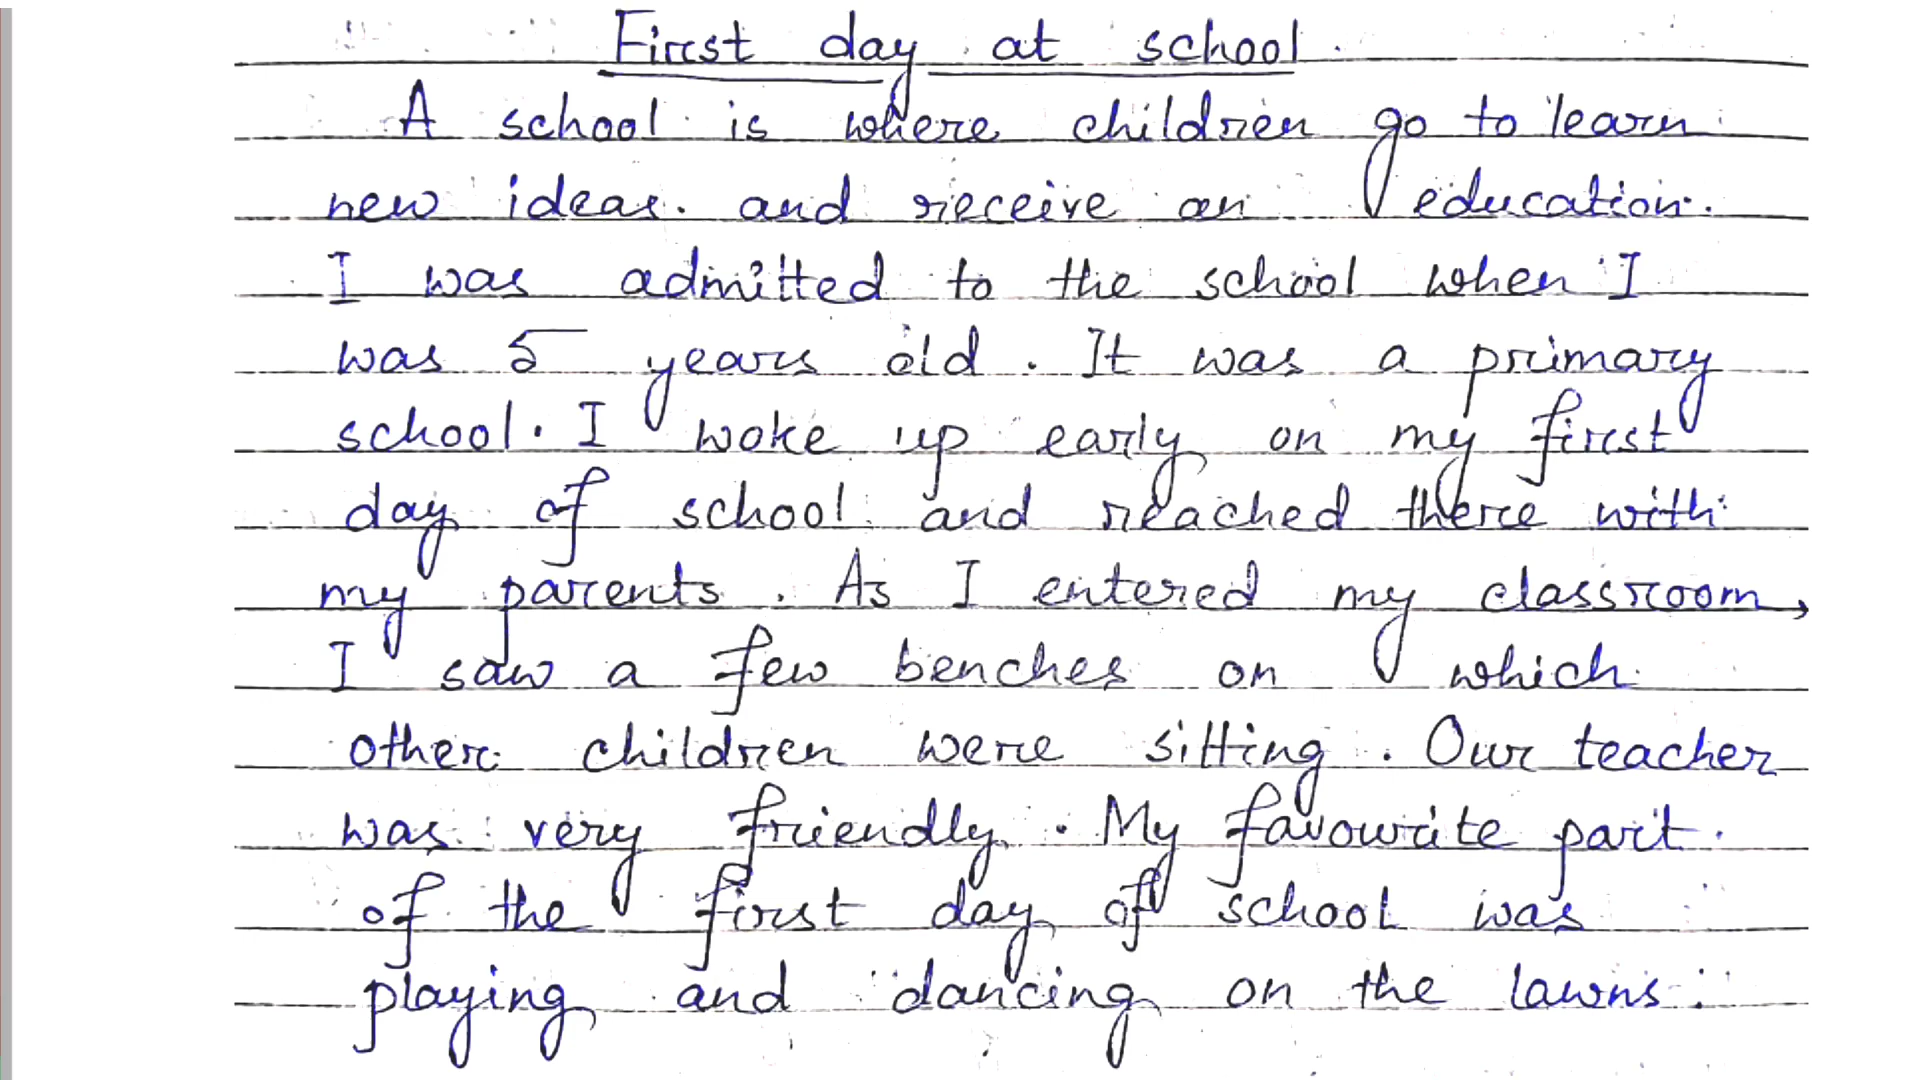 First day at school.
A school is where children go to learn
new ideas. and receive an education.
I was admitted to the school when I
was 5 years old. It was a primary
school. I woke up early on my first
day of school and reached there with
my parents. As I entered my classroom,
I saw a few benches on which
other children were sitting. Our teacher
was very friendly. My favourite part
of the first day of school was
playing and dancing on the lawns.